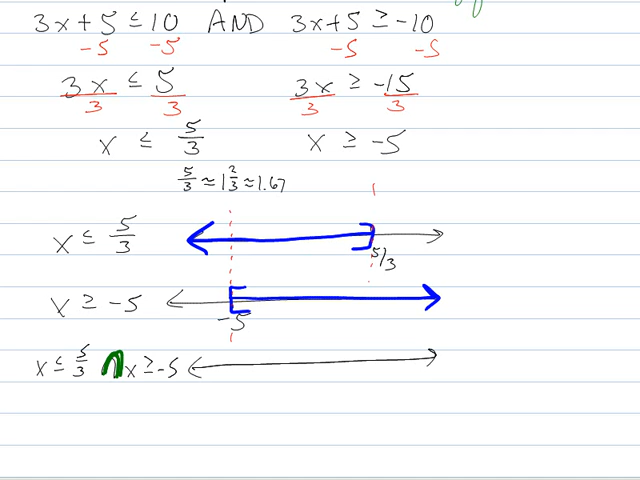 3x+5 ≤ 10 AND 3x+5 ≥ -10
-5 -5 -5 -5
3x ≤ 5 3x ≥ -15
3 3 3 3
x ≤ 5/3 x ≥ -5
5/3 ≈ 1 2/3 ≈ 1.67
x ≤ 5/3
5/3
x ≥ -5
-5
x ≤ 5/3 ∩ x ≥ -5